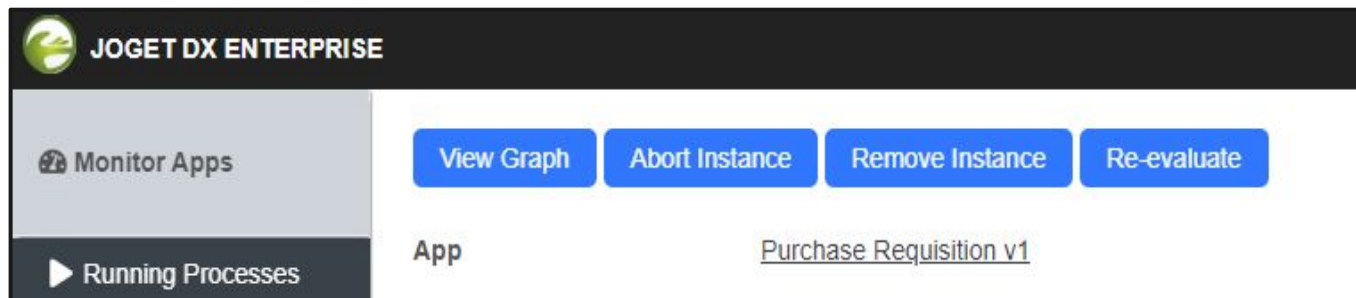 JOGET DX ENTERPRISE
Monitor Apps
Running Processes
View Graph Abort Instance Remove Instance Re-evaluate
App Purchase Requisition v1